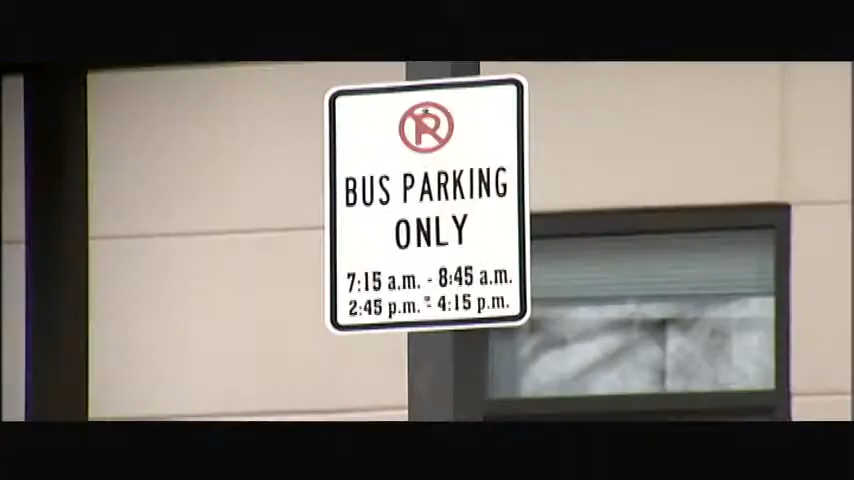 P
BUS PARKING
ONLY
7:15 a.m. - 8:45 a.m.
2:45 p.m. - 4:15 p.m.